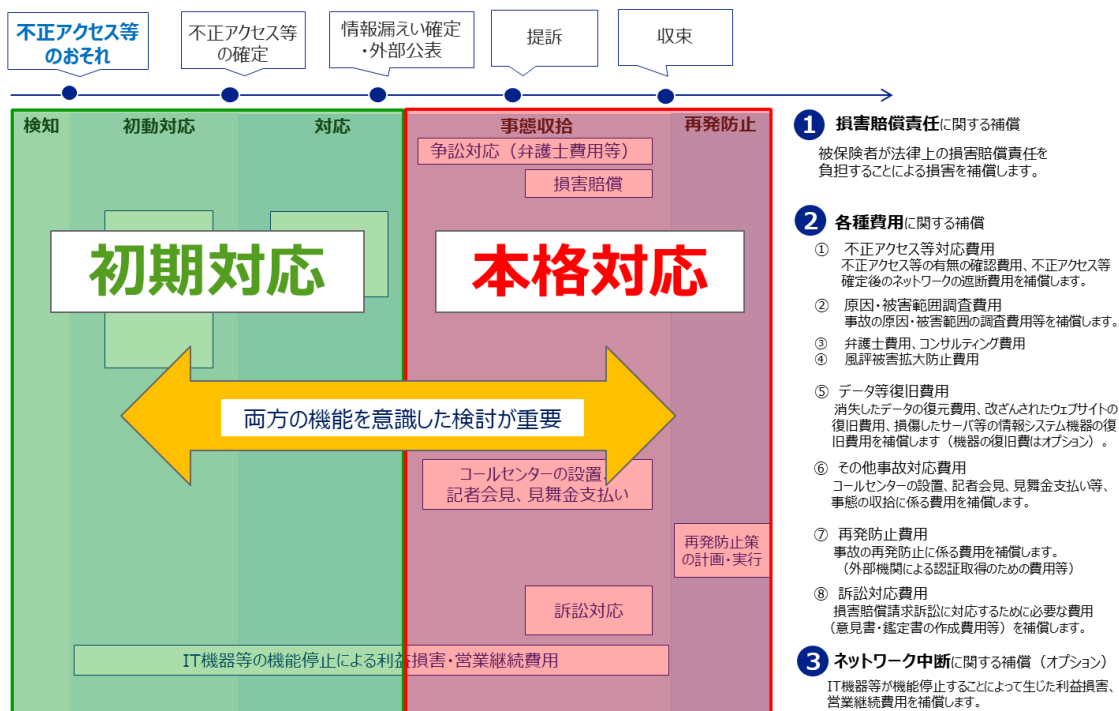 不正アクセス等
のおそれ
不正アクセス等
の確定
情報漏えい確定
・外部公表
提訴
収束
検知
初動対応
対応
事態収拾
再発防止
争訟対応（弁護士費用等）
損害賠償
初期対応
本格対応
両方の機能を意識した検討が重要
コールセンターの設置、
記者会見、見舞金支払い
再発防止策
の計画・実行
訴訟対応
IT機器等の機能停止による利益損害・営業継続費用
1 損害賠償責任に関する補償
被保険者が法律上の損害賠償責任を
負担することによる損害を補償します。
2 各種費用に関する補償
① 不正アクセス等対応費用
不正アクセス等の有無の確認費用、不正アクセス等
確定後のネットワークの遮断費用を補償します。
② 原因・被害範囲調査費用
事故の原因・被害範囲の調査費用等を補償します。
③ 弁護士費用、コンサルティング費用
④ 風評被害拡大防止費用
⑤ データ等復旧費用
消失したデータの復元費用、改ざんされたウェブサイトの
復旧費用、損傷したサーバ等の情報システム機器の復
旧費用を補償します（機器の復旧費はオプション）。
⑥ その他事故対応費用
コールセンターの設置、記者会見、見舞金支払い等、
事態の収拾に係る費用を補償します。
⑦ 再発防止費用
事故の再発防止に係る費用を補償します。
（外部機関による認証取得のための費用等）
⑧ 訴訟対応費用
損害賠償請求訴訟に対応するために必要な費用
（意見書・鑑定書の作成費用等）を補償します。
3 ネットワーク中断に関する補償（オプション）
IT機器等が機能停止することによって生じた利益損害、
営業継続費用を補償します。